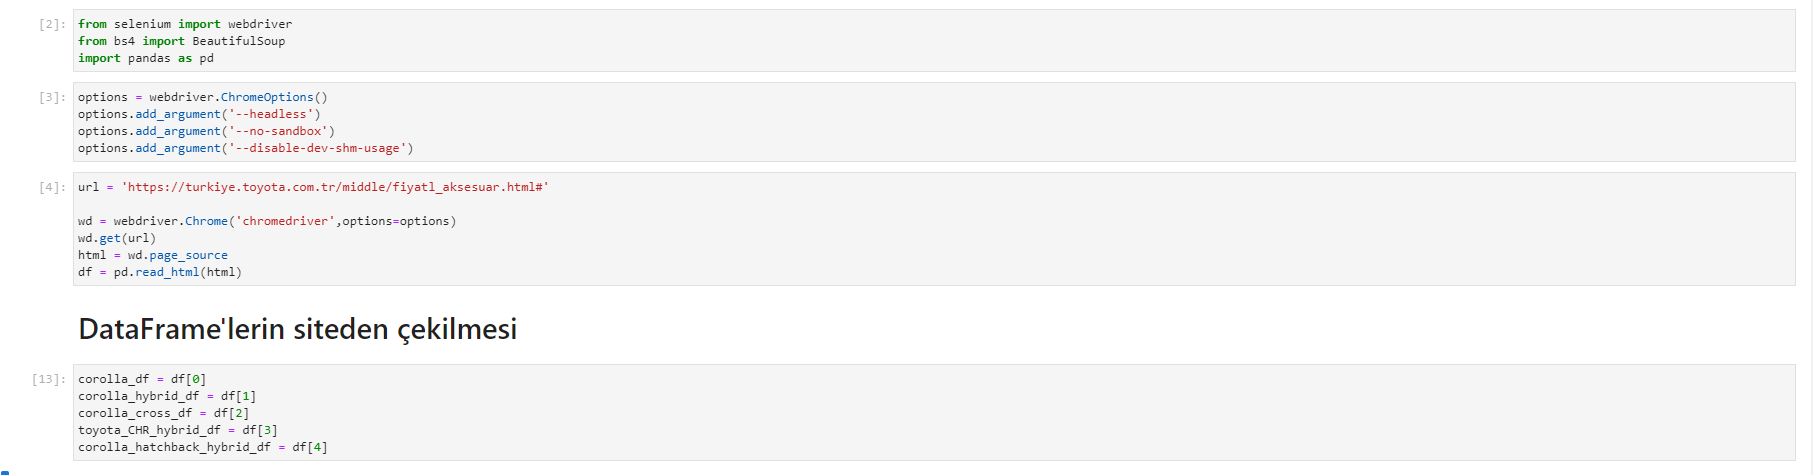 [2]: from selenium import webdriver
from bs4 import BeautifulSoup
import pandas as pd
[3]: options = webdriver.ChromeOptions()
options.add_argument('--headless')
options.add_argument('--no-sandbox')
options.add_argument('--disable-dev-shm-usage')
[4]: url = 'https://turkiye.toyota.com.tr/middle/fiyatl_aksesuar.html#'
wd = webdriver.Chrome('chromedriver',options=options)
wd.get(url)
html = wd.page_source
df = pd.read_html(html)
DataFrame'lerin siteden çekilmesi
[13]: corolla_df = df[0]
corolla_hybrid_df = df[1]
corolla_cross_df = df[2]
toyota_CHR_hybrid_df = df[3]
corolla_hatchback_hybrid_df = df[4]